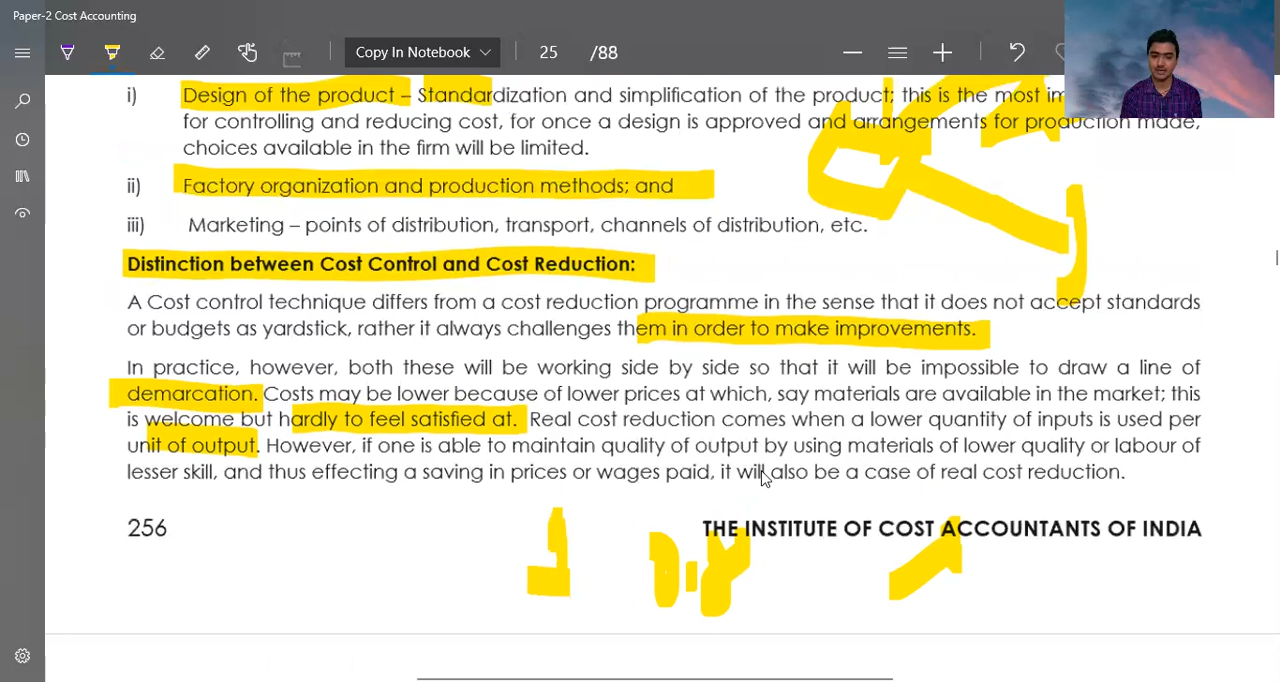 Paper-2 Cost Accounting
Copy In Notebook
25 /88
i) Design of the product – Standardization and simplification of the product; this is the most
for controlling and reducing cost, for once a design is approved and arrangements for production made,
choices available in the firm will be limited.
ii) Factory organization and production methods; and
iii) Marketing – points of distribution, transport, channels of distribution, etc.
Distinction between Cost Control and Cost Reduction:
A Cost control technique differs from a cost reduction programme in the sense that it does not accept standards
or budgets as yardstick, rather it always challenges them in order to make improvements.
In practice, however, both these will be working side by side so that it will be impossible to draw a line of
demarcation. Costs may be lower because of lower prices at which, say materials are available in the market; this
is welcome but hardly to feel satisfied at. Real cost reduction comes when a lower quantity of inputs is used per
unit of output. However, if one is able to maintain quality of output by using materials of lower quality or labour of
lesser skill, and thus effecting a saving in prices or wages paid, it will also be a case of real cost reduction.
256 THE INSTITUTE OF COST ACCOUNTANTS OF INDIA